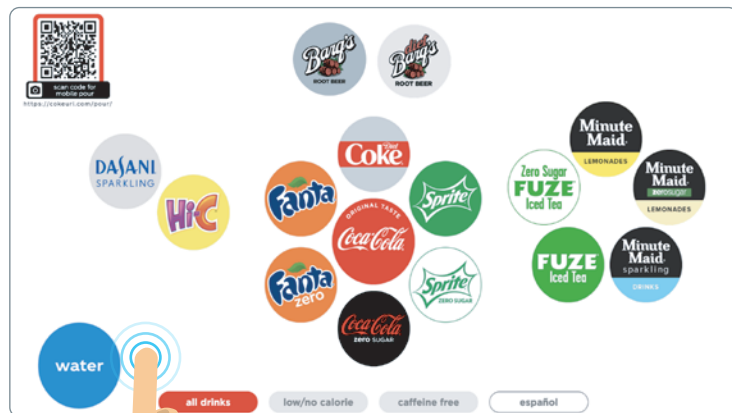 scan code for
mobile pour
https://cokeurl.com/pour/
Barq's
ROOT BEER
diet
Barq's
ROOT BEER
DASANI
SPARKLING
Hi-C
Diet
Coke
Fanta
Sprite
ORIGINAL TASTE
Coca-Cola
Fanta
zero
Sprite
ZERO SUGAR
Coca-Cola
zero SUGAR
Minute
Maid
LEMONADES
Zero Sugar
FUZE
Iced Tea
Minute
Maid
zerosugar
LEMONADES
FUZE
Iced Tea
Minute
Maid
sparkling
DRINKS
water
all drinks
low/no calorie
caffeine free
español